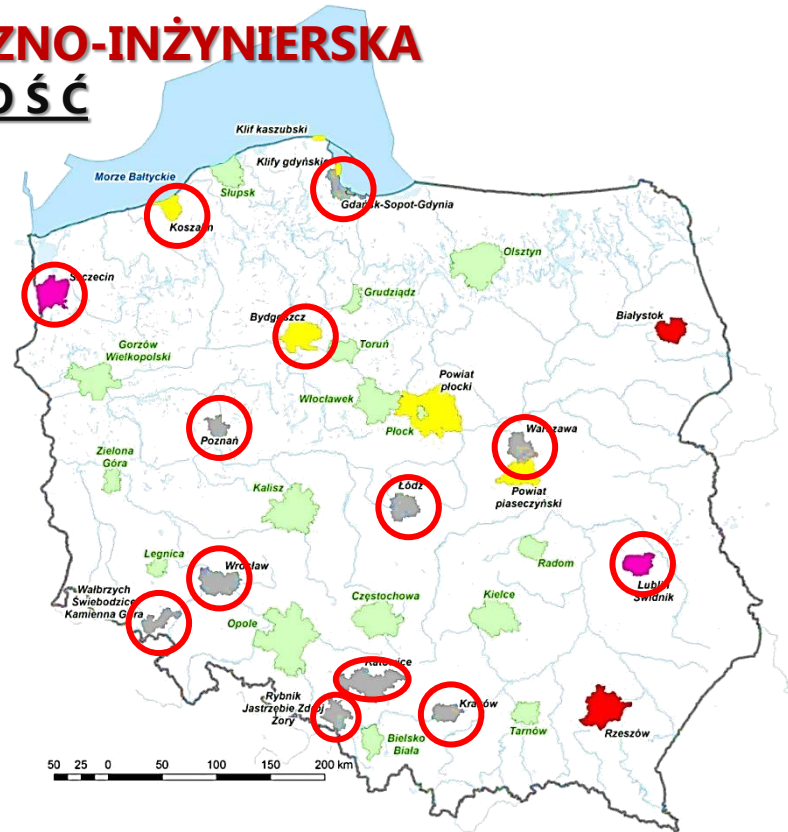 ZNO-INŻYNIERSKA
OŚĆ
Klif kaszubski
Morze Bałtyckie
Klify gdyńskie
Słupsk
Gdańsk-Sopot-Gdynia
Koszalin
Olsztyn
Szczecin
Grudziądz
Bydgoszcz
Białystok
Toruń
Gorzów
Wielkopolski
Powiat
płocki
Włocławek
Płock
Warszawa
Poznań
Zielona
Góra
Łódź
Kalisz
Powiat
piaseczyński
Legnica
Radom
Wrocław
Lublin
Świdnik
Wałbrzych
Świebodzice
Kamienna Góra
Częstochowa
Kielce
Opole
Katowice
Rybnik
Jastrzębie Zdrój
Żory
Kraków
Tarnów
Rzeszów
Bielsko
Biała
50 25 0 50 100 150 200 km